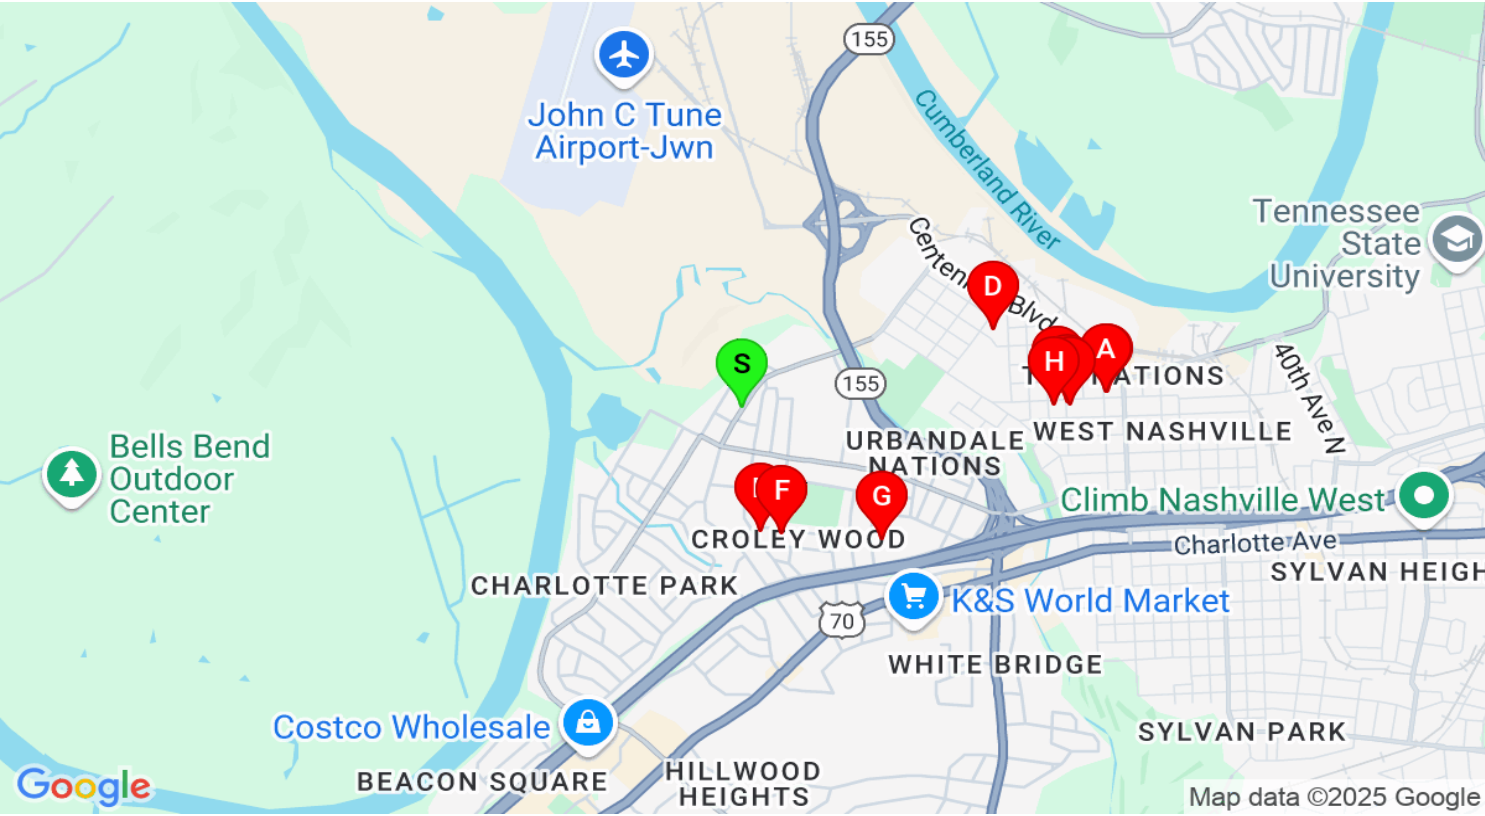 155
John C Tune
Airport-Jwn
Cumberland River
Tennessee
State
University
D
A
H
S
155
40th Ave N
Bells Bend
Outdoor
Center
URBANDALE
NATIONS
WEST NASHVILLE
F
G
Climb Nashville West
CROLEY WOOD
Charlotte Ave
CHARLOTTE PARK
SYLVAN HEIGH
K&S World Market
70
WHITE BRIDGE
Costco Wholesale
SYLVAN PARK
BEACON SQUARE
HILLWOOD
HEIGHTS
Google
Map data ©2025 Google